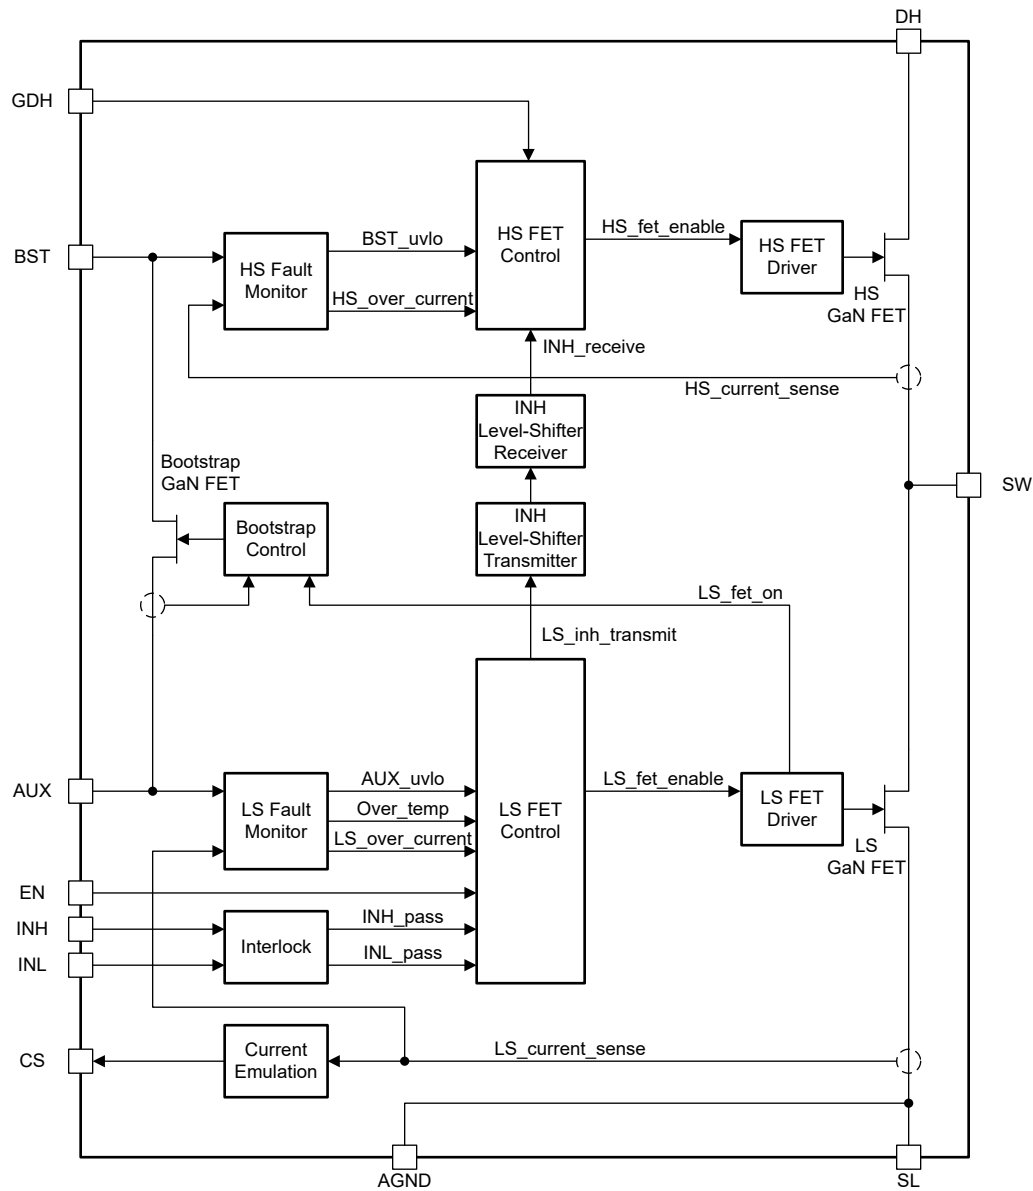 DH
GDH
BST
BST_uvlo
HS Fault
Monitor
HS_over_current
HS FET
Control
HS_fet_enable
HS FET
Driver
HS
GaN FET
INH_receive
HS_current_sense
INH
Level-Shifter
Receiver
Bootstrap
GaN FET
SW
Bootstrap
Control
INH
Level-Shifter
Transmitter
LS_fet_on
LS_inh_transmit
AUX
AUX_uvlo
LS Fault
Monitor
Over_temp
LS_over_current
LS FET
Control
LS_fet_enable
LS FET
Driver
LS
GaN FET
EN
INH
INH_pass
Interlock
INL
INL_pass
CS
Current
Emulation
LS_current_sense
AGND
SL